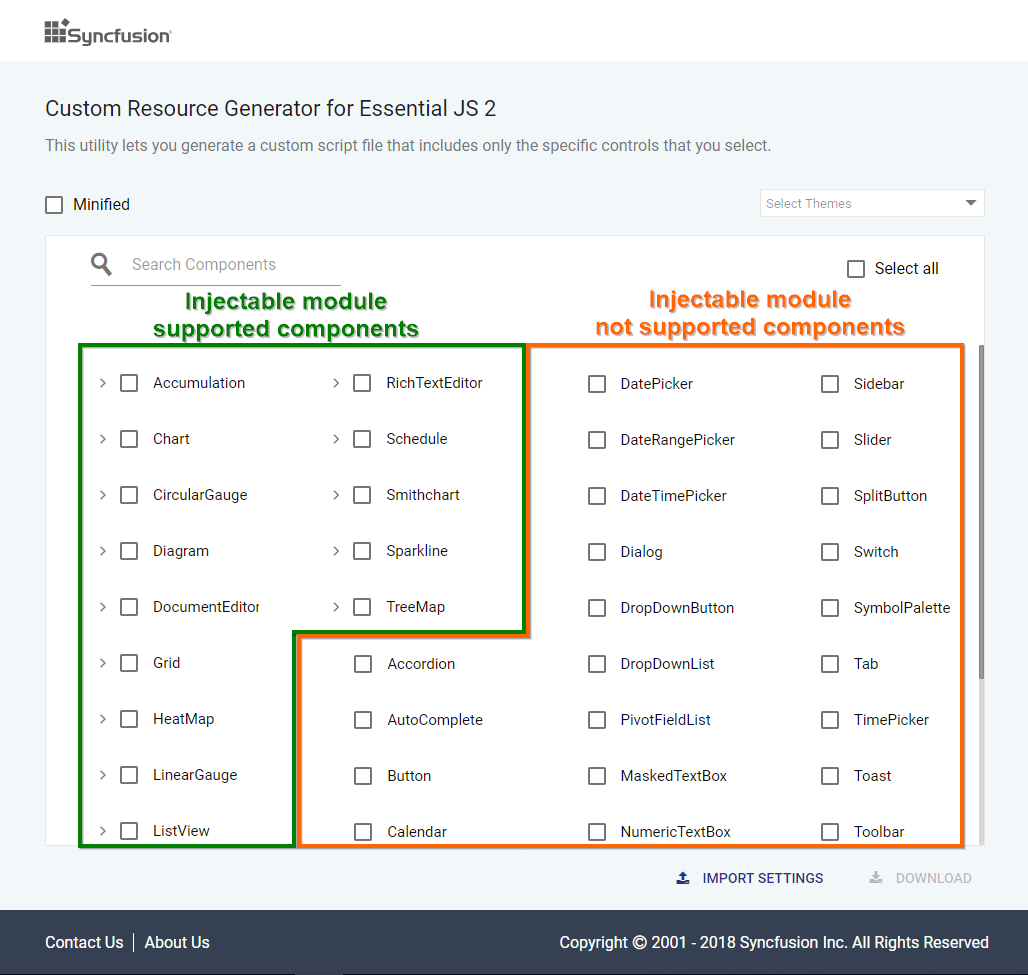 Syncfusion
Custom Resource Generator for Essential JS 2
This utility lets you generate a custom script file that includes only the specific controls that you select.
Minified
Select Themes
Search Components
Select all
Injectable module
supported components
Injectable module
not supported components
Accumulation
RichTextEditor
DatePicker
Sidebar
Chart
Schedule
DateRangePicker
Slider
CircularGauge
Smithchart
DateTimePicker
SplitButton
Diagram
Sparkline
Dialog
Switch
DocumentEditor
TreeMap
DropDownButton
SymbolPalette
Grid
Accordion
DropDownList
Tab
HeatMap
AutoComplete
PivotFieldList
TimePicker
LinearGauge
Button
MaskedTextBox
Toast
ListView
Calendar
NumericTextBox
Toolbar
IMPORT SETTINGS
DOWNLOAD
Contact Us | About Us
Copyright © 2001 - 2018 Syncfusion Inc. All Rights Reserved